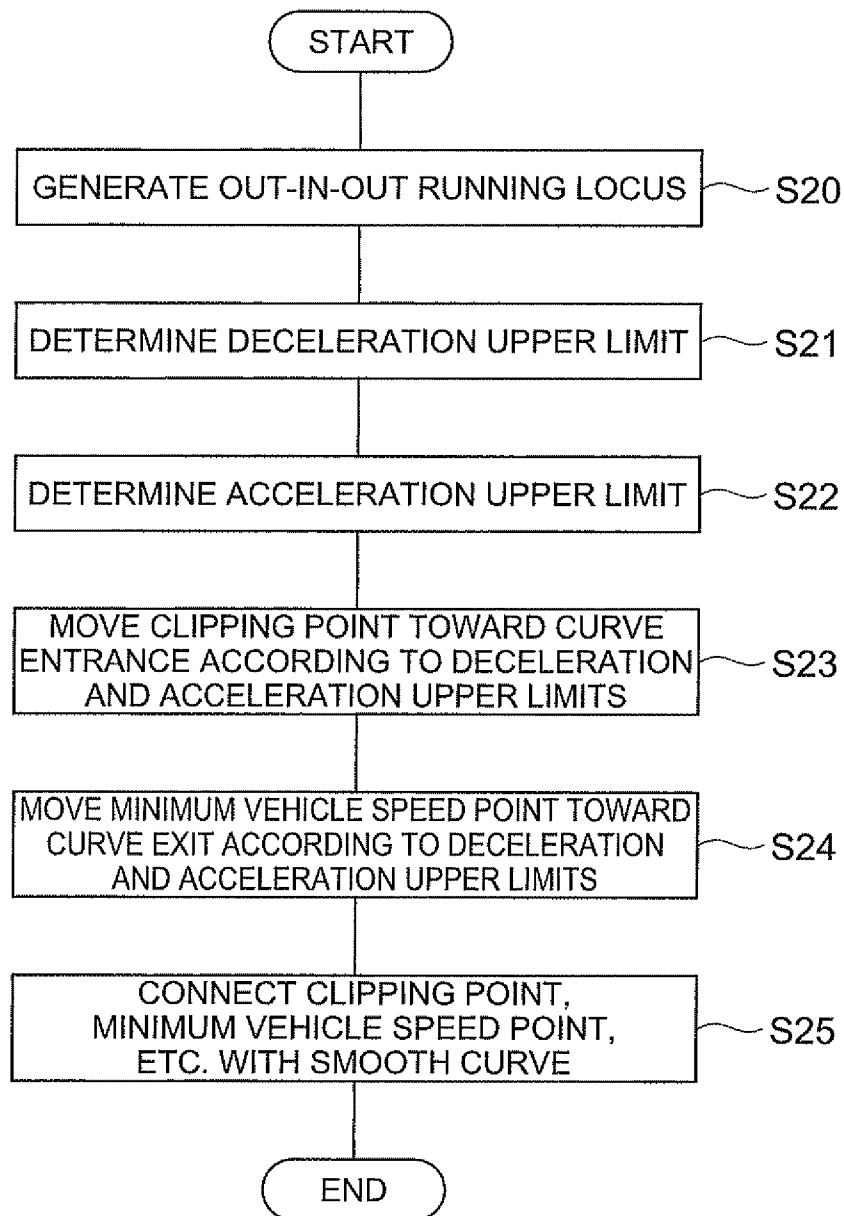 START
GENERATE OUT-IN-OUT RUNNING LOCUS
S20
DETERMINE DECELERATION UPPER LIMIT
S21
DETERMINE ACCELERATION UPPER LIMIT
S22
MOVE CLIPPING POINT TOWARD CURVE
ENTRANCE ACCORDING TO DECELERATION
AND ACCELERATION UPPER LIMITS
S23
MOVE MINIMUM VEHICLE SPEED POINT TOWARD
CURVE EXIT ACCORDING TO DECELERATION
AND ACCELERATION UPPER LIMITS
S24
CONNECT CLIPPING POINT,
MINIMUM VEHICLE SPEED POINT,
ETC. WITH SMOOTH CURVE
S25
END